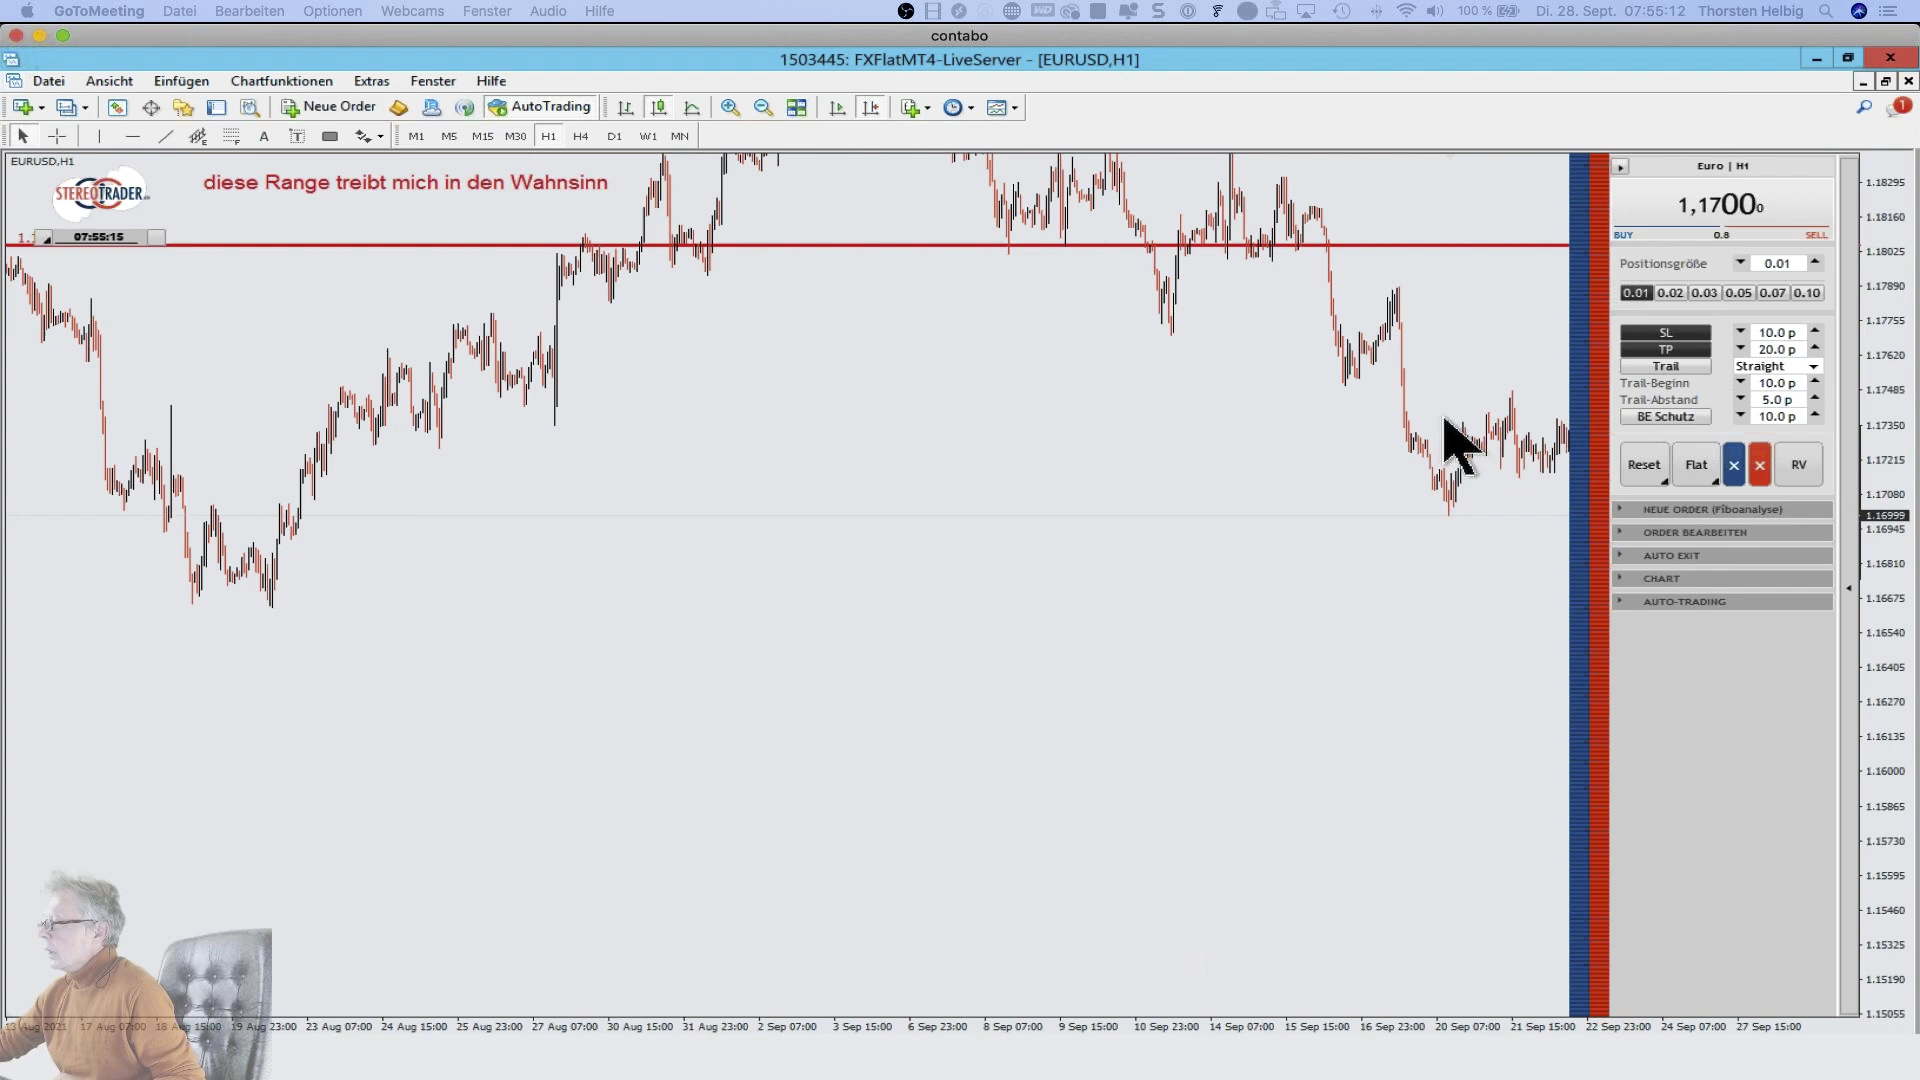 GoToMeeting Datei Bearbeiten Optionen Webcams Fenster Audio Hilfe 100 % Di. 28. Sept. 07:55:12 Thorsten Helbig
contabo
1503445: FXFlatMT4-LiveServer - [EURUSD,H1]
Datei Ansicht Einfügen Chartfunktionen Extras Fenster Hilfe
Neue Order AutoTrading 1
A T M1 M5 M15 M30 H1 H4 D1 W1 MN
EURUSD,H1
STEREOTRADER
diese Range treibt mich in den Wahnsinn
07:55:15
Euro | H1
1,17000
BUY 0.8 SELL
Positionsgröße 0.01
0.01 0.02 0.03 0.05 0.07 0.10
SL 10.0 p
TP 20.0 p
Trail Straight
Trail-Beginn 10.0 p
Trail-Abstand 5.0 p
BE Schutz 10.0 p
Reset Flat × × RV
NEUE ORDER (Fiboanalyse)
ORDER BEARBEITEN
AUTO EXIT
CHART
AUTO-TRADING
1.18295
1.18160
1.18025
1.17890
1.17755
1.17620
1.17485
1.17350
1.17215
1.17080
1.16999
1.16945
1.16810
1.16675
1.16540
1.16405
1.16270
1.16135
1.16000
1.15865
1.15730
1.15595
1.15460
1.15325
1.15190
1.15055
13 Aug 2021 17 Aug 07:00 18 Aug 15:00 19 Aug 23:00 23 Aug 07:00 24 Aug 15:00 25 Aug 23:00 27 Aug 07:00 30 Aug 15:00 31 Aug 23:00 2 Sep 07:00 3 Sep 15:00 6 Sep 23:00 8 Sep 07:00 9 Sep 15:00 10 Sep 23:00 14 Sep 07:00 15 Sep 15:00 16 Sep 23:00 20 Sep 07:00 21 Sep 15:00 22 Sep 23:00 24 Sep 07:00 27 Sep 15:00